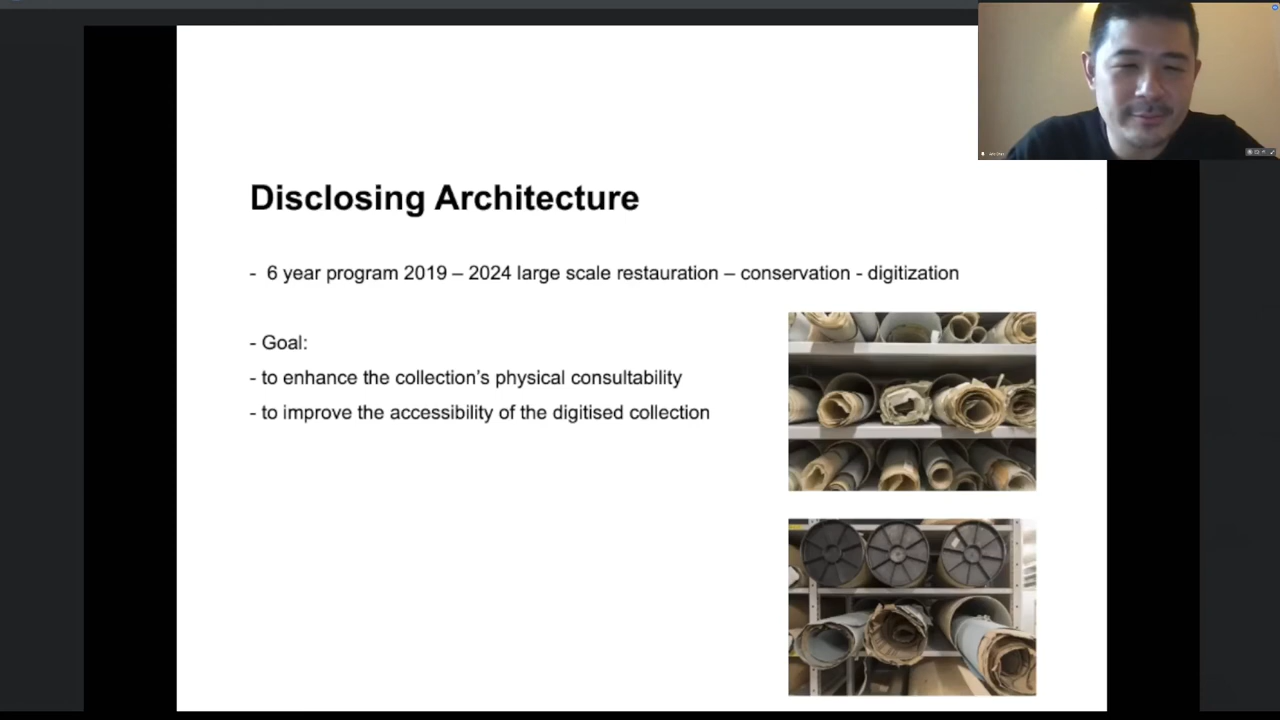 Disclosing Architecture
- 6 year program 2019 – 2024 large scale restauration – conservation - digitization
- Goal:
- to enhance the collection’s physical consultability
- to improve the accessibility of the digitised collection